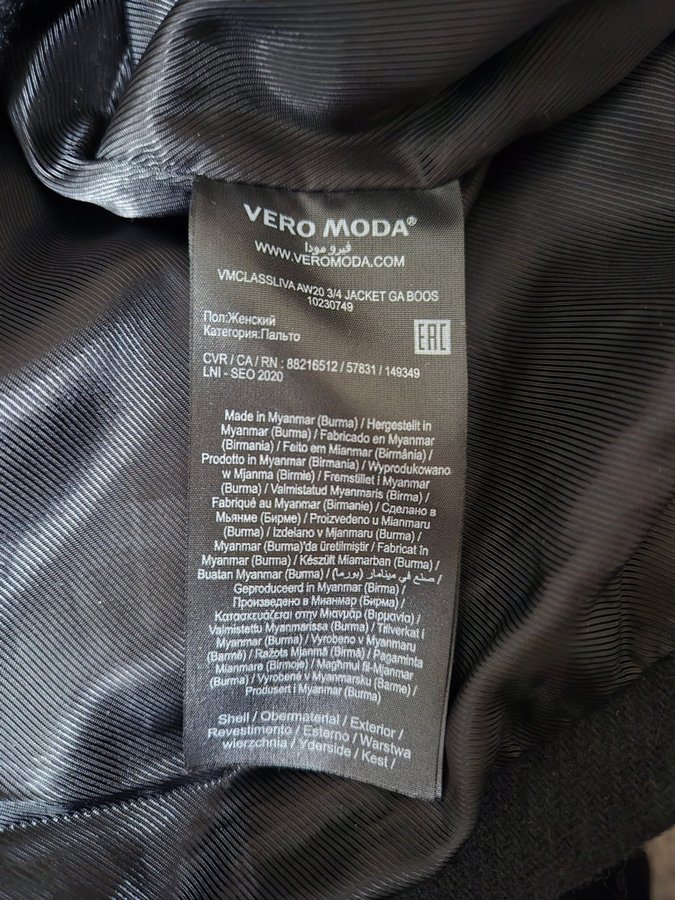 VERO MODA®
فيرو مودا
WWW.VEROMODA.COM
VMCLASSLIVA AW20 3/4 JACKET GA BOOS
10230749
Пол:Женский
Категория:Пальто
EAC
CVR / CA / RN : 88216512 / 57831 / 149349
LNI - SEO 2020
Made in Myanmar (Burma) / Hergestellt in
Myanmar (Burma) / Fabricado en Myanmar
(Birmania) / Feito em Mianmar (Birmânia) /
Prodotto in Myanmar (Birmania) / Wyprodukowano
w Mjanma (Birmie) / Fremstillet i Myanmar
(Burma) / Valmistatud Myanmaris (Birma) /
Fabriqué au Myanmar (Birmanie) / Сделано в
Мьянме (Бирме) / Proizvedeno u Mianmaru
(Burma) / Izdelano v Mjanmaru (Burma) /
Myanmar (Burma)'da üretilmiştir / Fabricat în
Myanmar (Burma) / Készült Miamarban (Burma) /
Buatan Myanmar (Burma) / صنع في مينامار (بورما) /
Geproduceerd in Myanmar (Birma) /
Произведено в Мианмар (Бирма) /
Κατασκευάζεται στην Μιανμάρ (Βιρμανία) /
Valmistettu Myanmarissa (Burma) / Titiverkat i
Myanmar (Burma) / Vyrobeno v Myanmaru
(Barmě) / Ražots Mjanmā (Birmā) / Pagaminta
Mianmare (Birmoje) / Magħmul fil-Mjanmar
(Burma) / Vyrobené v Myanmarsku (Barme) /
Produsert i Myanmar (Burma)
Shell / Obermaterial / Exterior /
Revestimento / Esterno / Warstwa
wierzchnia / Yderside / Kest /